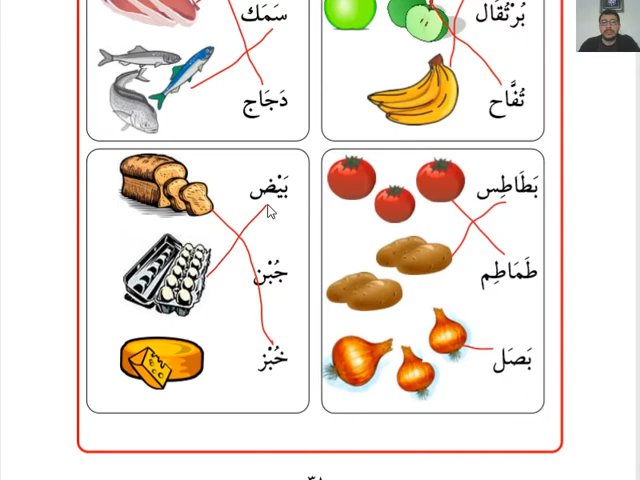 بُرْتُقَال
تُفَّاح
سَمَك
دَجَاج
بَطَاطِس
طَمَاطِم
بَصَل
بَيْض
جُبْن
خُبْز